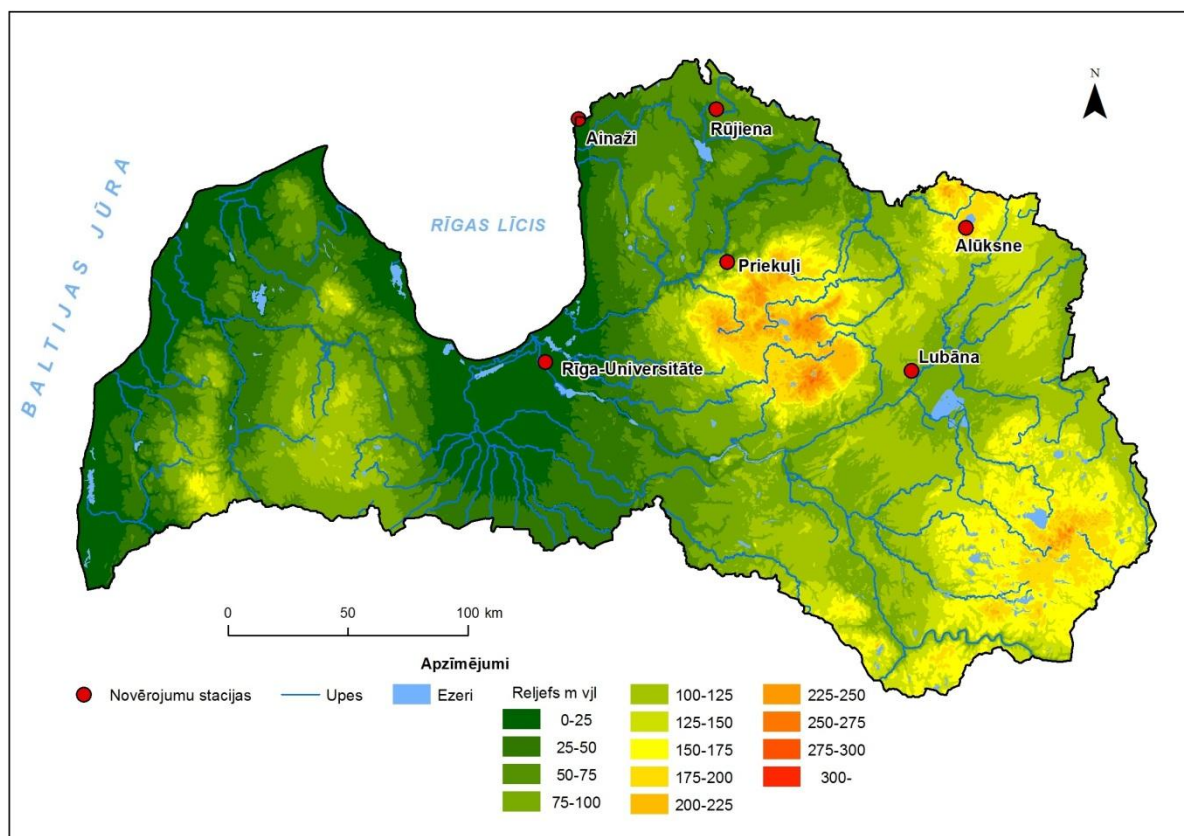 BALTIJAS JŪRA
RĪGAS LĪCIS
N
Ainaži
Rūjiena
Alūksne
Priekuļi
Lubāna
Rīga-Universitāte
0 50 100 km
Apzīmējumi
Novērojumu stacijas
Upes
Ezeri
Reljefs m vjl
0-25
25-50
50-75
75-100
100-125
125-150
150-175
175-200
200-225
225-250
250-275
275-300
300-